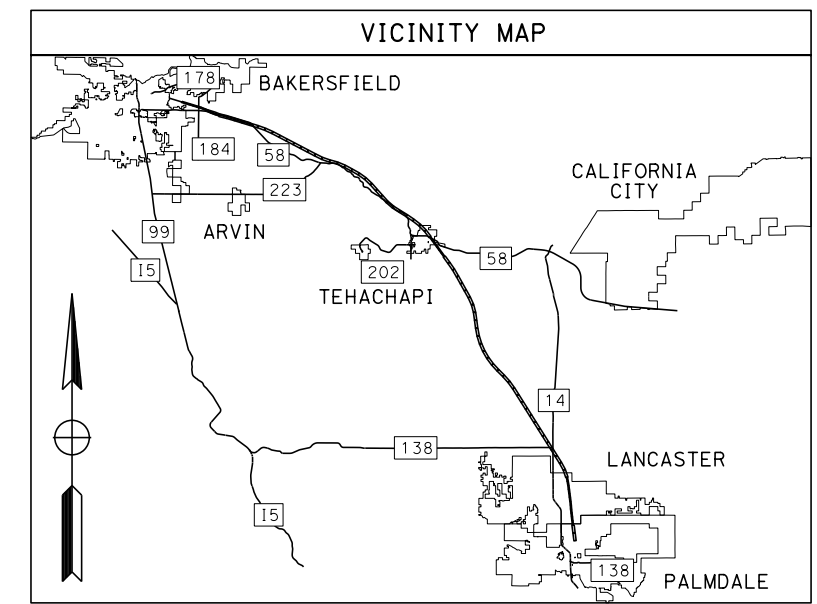 VICINITY MAP
178
BAKERSFIELD
184
58
223
CALIFORNIA
CITY
99
ARVIN
I5
202
58
TEHACHAPI
14
138
LANCASTER
I5
138
PALMDALE